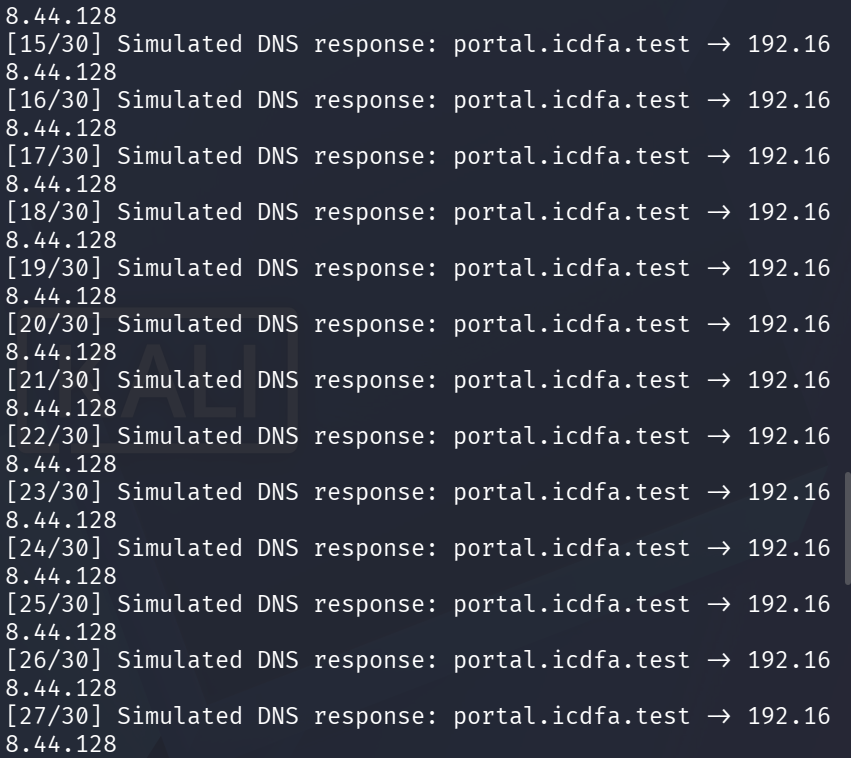 8.44.128
[15/30] Simulated DNS response: portal.icdfa.test → 192.16
8.44.128
[16/30] Simulated DNS response: portal.icdfa.test → 192.16
8.44.128
[17/30] Simulated DNS response: portal.icdfa.test → 192.16
8.44.128
[18/30] Simulated DNS response: portal.icdfa.test → 192.16
8.44.128
[19/30] Simulated DNS response: portal.icdfa.test → 192.16
8.44.128
[20/30] Simulated DNS response: portal.icdfa.test → 192.16
8.44.128
[21/30] Simulated DNS response: portal.icdfa.test → 192.16
8.44.128
[22/30] Simulated DNS response: portal.icdfa.test → 192.16
8.44.128
[23/30] Simulated DNS response: portal.icdfa.test → 192.16
8.44.128
[24/30] Simulated DNS response: portal.icdfa.test → 192.16
8.44.128
[25/30] Simulated DNS response: portal.icdfa.test → 192.16
8.44.128
[26/30] Simulated DNS response: portal.icdfa.test → 192.16
8.44.128
[27/30] Simulated DNS response: portal.icdfa.test → 192.16
8.44.128